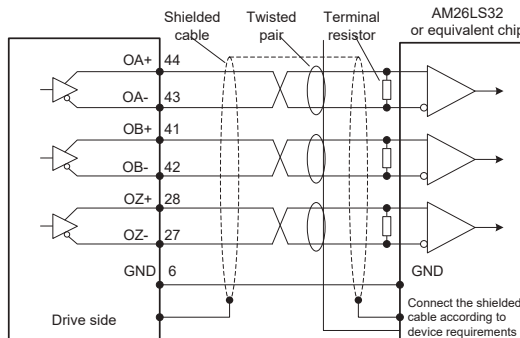 Shielded
cable
Twisted
pair
Terminal
resistor
AM26LS32
or equivalent chip
OA+ 44
OA- 43
OB+ 41
OB- 42
OZ+ 28
OZ- 27
GND 6
GND
Drive side
Connect the shielded
cable according to
device requirements